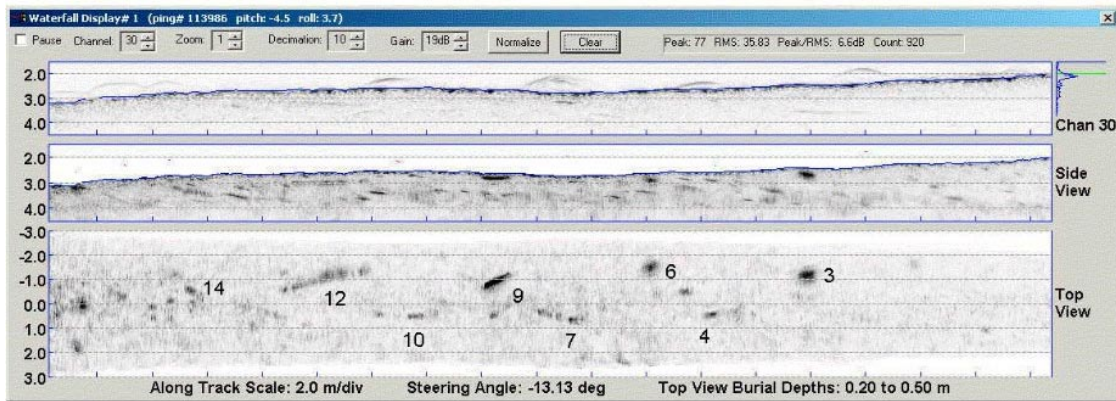 Waterfall Display# 1 (ping# 113986 pitch: -4.5 roll: 3.7)
Pause Channel: 30 Zoom: 1 Decimation: 10 Gain: 19dB Normalize Clear Peak: 77 RMS: 35.83 Peak/RMS: 6.6dB Count: 920
2.0
3.0
4.0
Chan 30
2.0
3.0
4.0
Side
View
-3.0
-2.0
-1.0
0.0
1.0
2.0
3.0
14
12
9
6
3
10
7
4
Top
View
Along Track Scale: 2.0 m/div Steering Angle: -13.13 deg Top View Burial Depths: 0.20 to 0.50 m